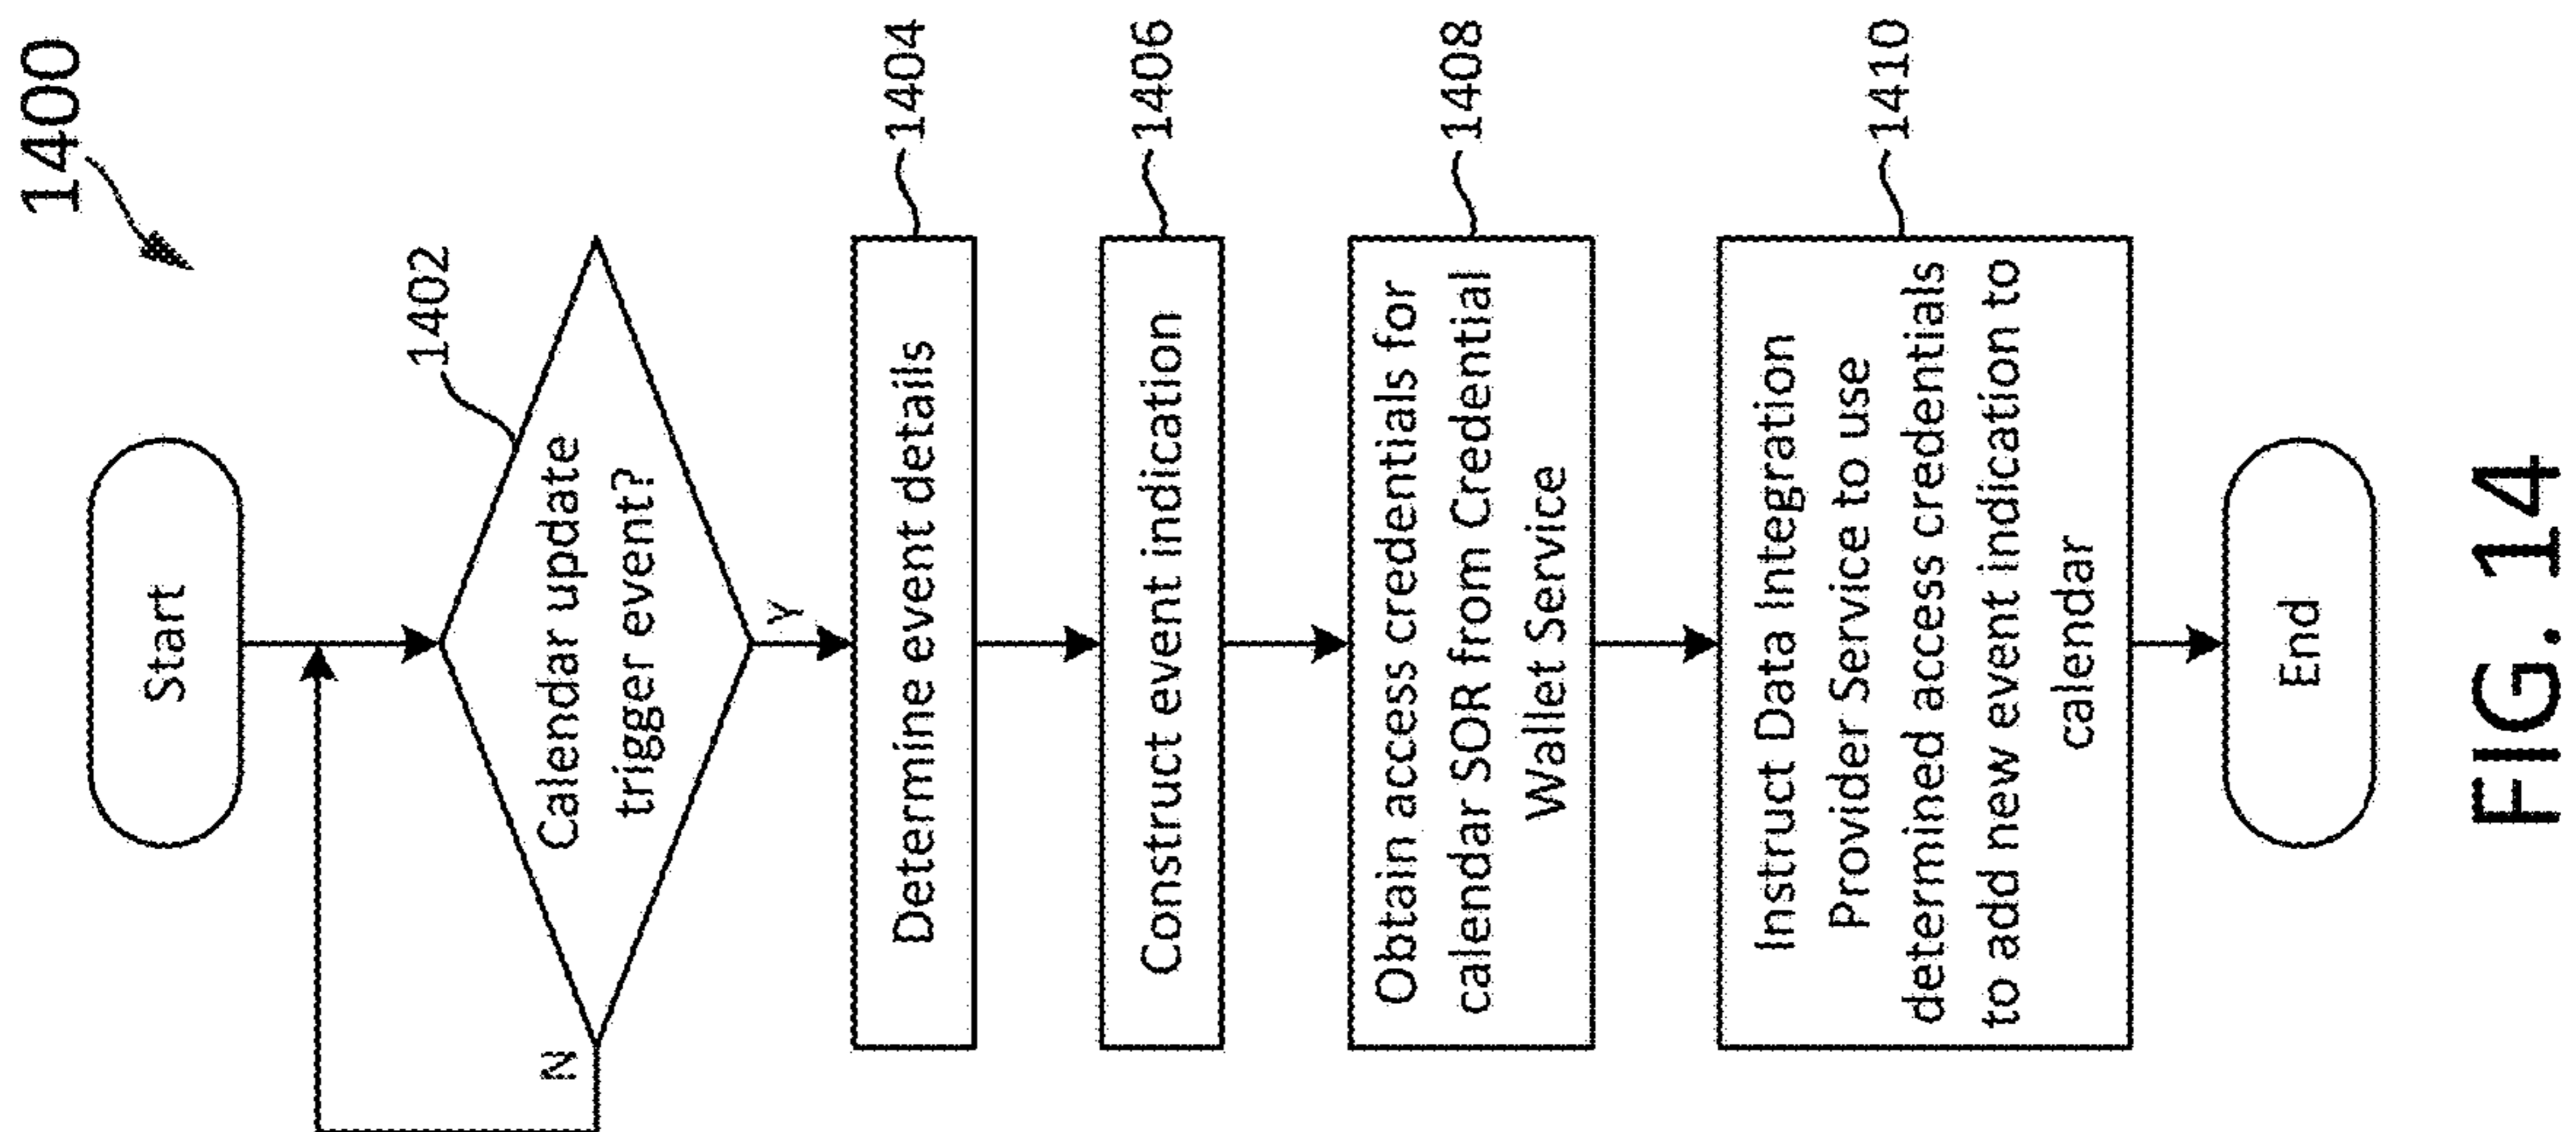 1400
Start
1402
Calendar update
trigger event?
N
Y
Determine event details
1404
Construct event indication
1406
Obtain access credentials for
calendar SOR from Credential
Wallet Service
1408
Instruct Data Integration
Provider Service to use
determined access credentials
to add new event indication to
calendar
1410
End
FIG. 14